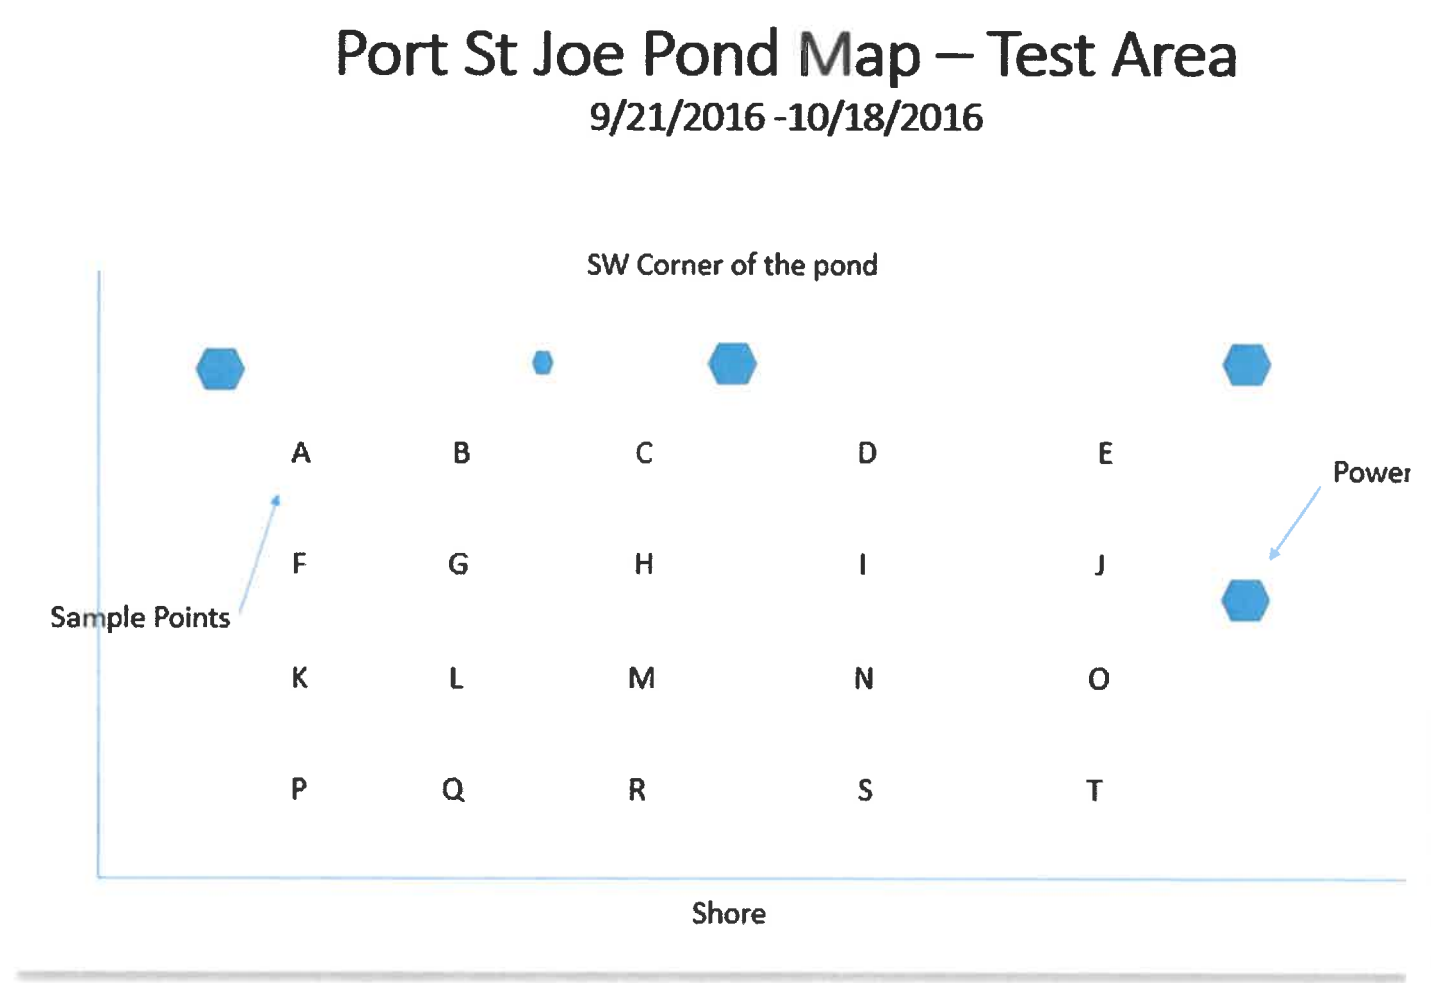 Port St Joe Pond Map – Test Area
9/21/2016 -10/18/2016
SW Corner of the pond
A B C D E
Power
F G H I J
Sample Points
K L M N O
P Q R S T
Shore